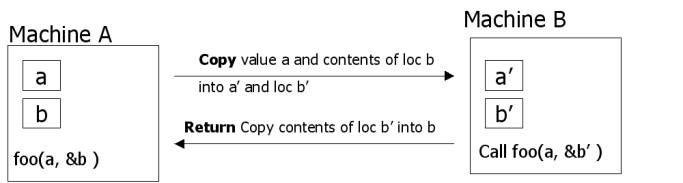 Machine A
Machine B
a
b
foo(a, &b )
Copy value a and contents of loc b
into a’ and loc b’
Return Copy contents of loc b’ into b
a’
b’
Call foo(a, &b’ )